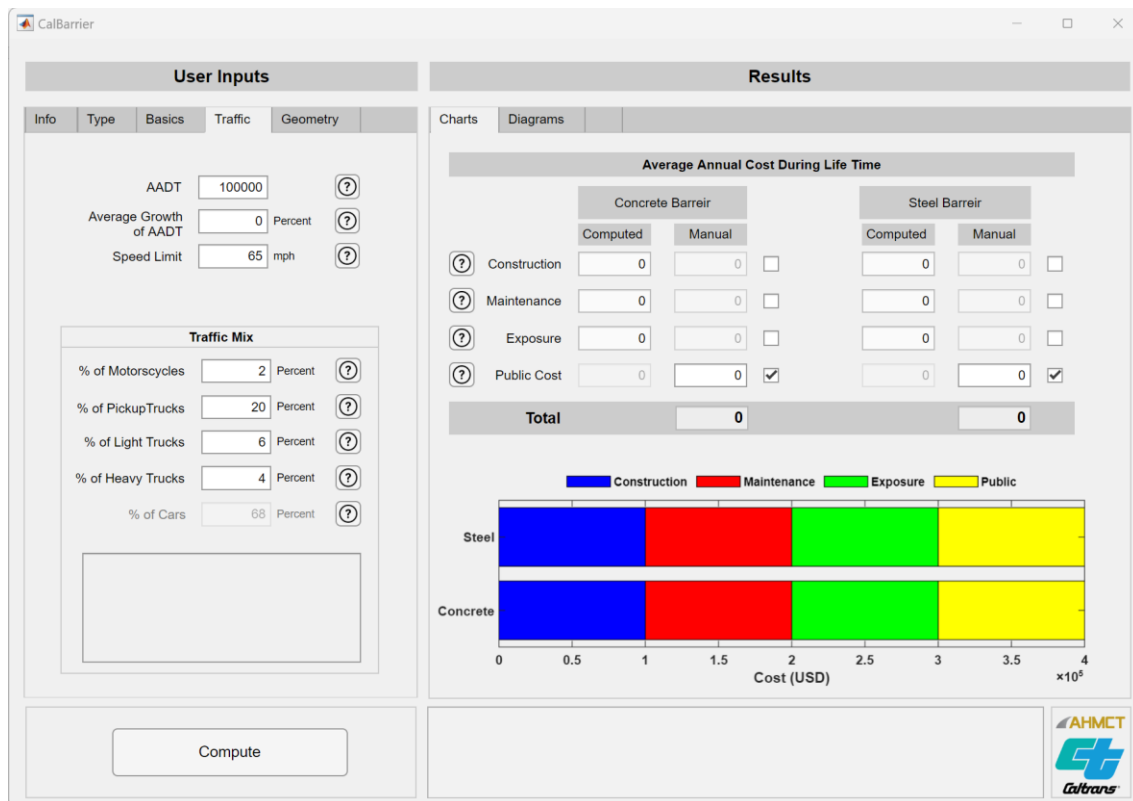 CalBarrier
User Inputs
Info Type Basics Traffic Geometry
AADT 100000
Average Growth
of AADT 0 Percent
Speed Limit 65 mph
Traffic Mix
% of Motorscycles 2 Percent
% of PickupTrucks 20 Percent
% of Light Trucks 6 Percent
% of Heavy Trucks 4 Percent
% of Cars 68 Percent
Compute
Results
Charts Diagrams
Average Annual Cost During Life Time
Concrete Barreir Steel Barreir
Computed Manual Computed Manual
? Construction 0 0 0 0
? Maintenance 0 0 0 0
? Exposure 0 0 0 0
? Public Cost 0 0 0 0
Total 0 0
Construction Maintenance Exposure Public
Steel
Concrete
0 0.5 1 1.5 2 2.5 3 3.5 4
Cost (USD) ×10⁵
AHMCT
ct
Caltrans